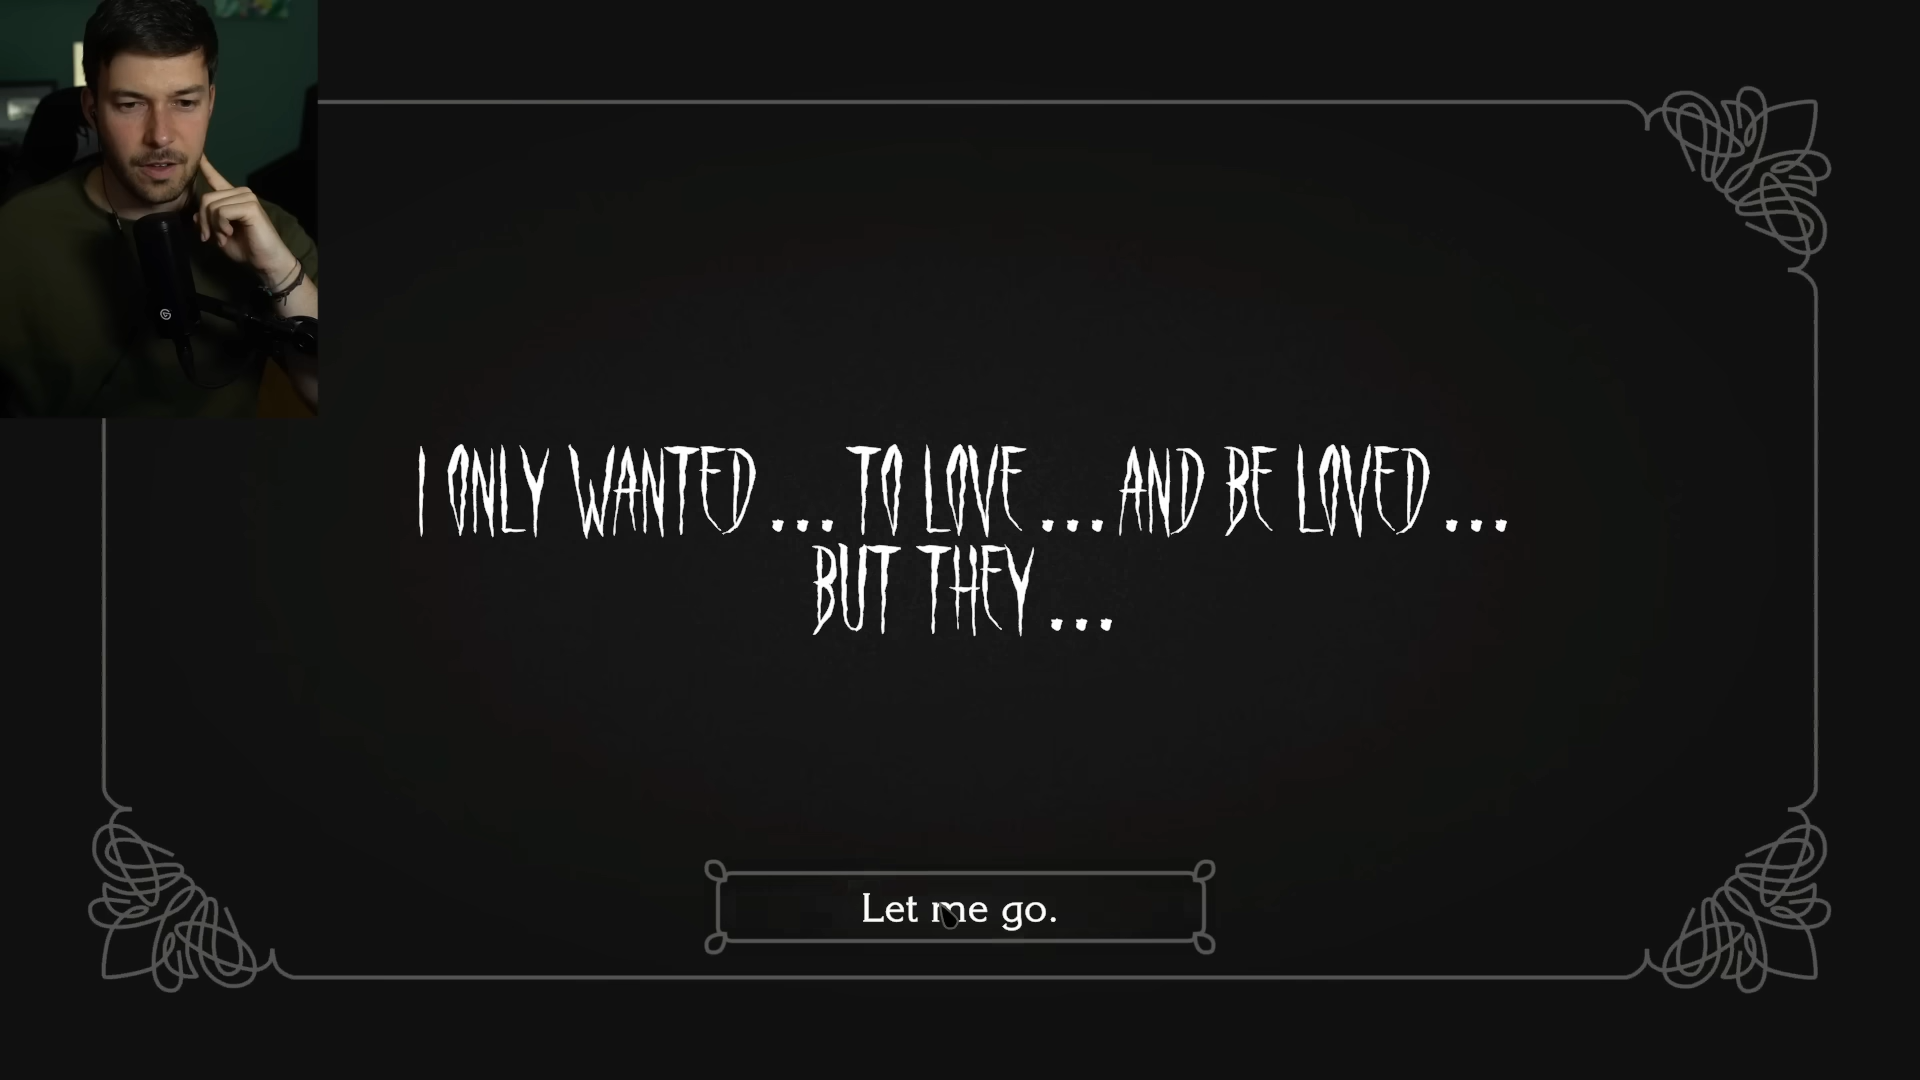 I ONLY WANTED... TO LOVE... AND BE LOVED...
BUT THEY...
Let me go.